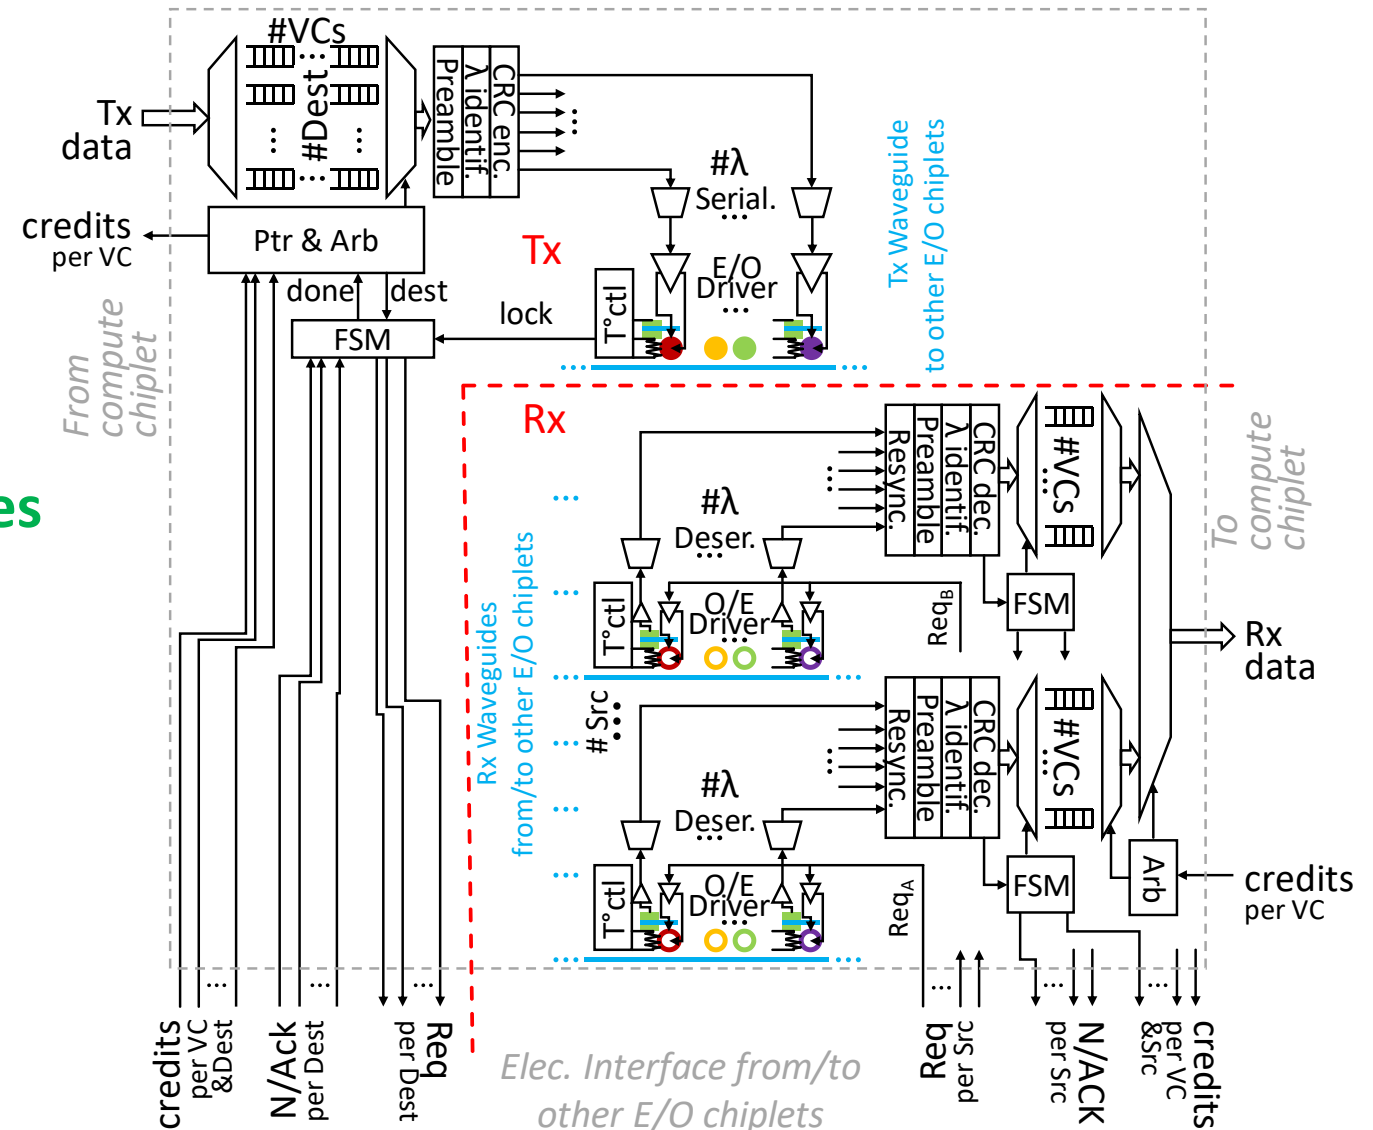 #VCs
...
#Dest
...
...
...
Tx
data
Preamble
λ identif.
CRC enc.
...
credits
per VC
Ptr & Arb
done
dest
FSM
lock
From
compute
chiplet
Tx
#λ
Serial.
...
E/O
Driver
...
T°ctl
...
...
Tx Waveguide
to other E/O chiplets
Rx
es
Rx Waveguides
from/to other E/O chiplets
...
...
...
...
...
# Src
...
#λ
Deser.
...
T°ctl
O/E
Driver
...
...
Req_B
...
Resync.
Preamble
λ identif.
CRC dec.
#VCs
...
FSM
To
compute
chiplet
Rx
data
#λ
Deser.
...
T°ctl
O/E
Driver
...
...
Req_A
...
Resync.
Preamble
λ identif.
CRC dec.
#VCs
...
FSM
Arb
credits
per VC
...
...
...
...
...
...
credits
per VC
&Dest
N/Ack
per Dest
Req
per Dest
Elec. Interface from/to
other E/O chiplets
Req
per Src
N/ACK
per Src
credits
per VC
&Src